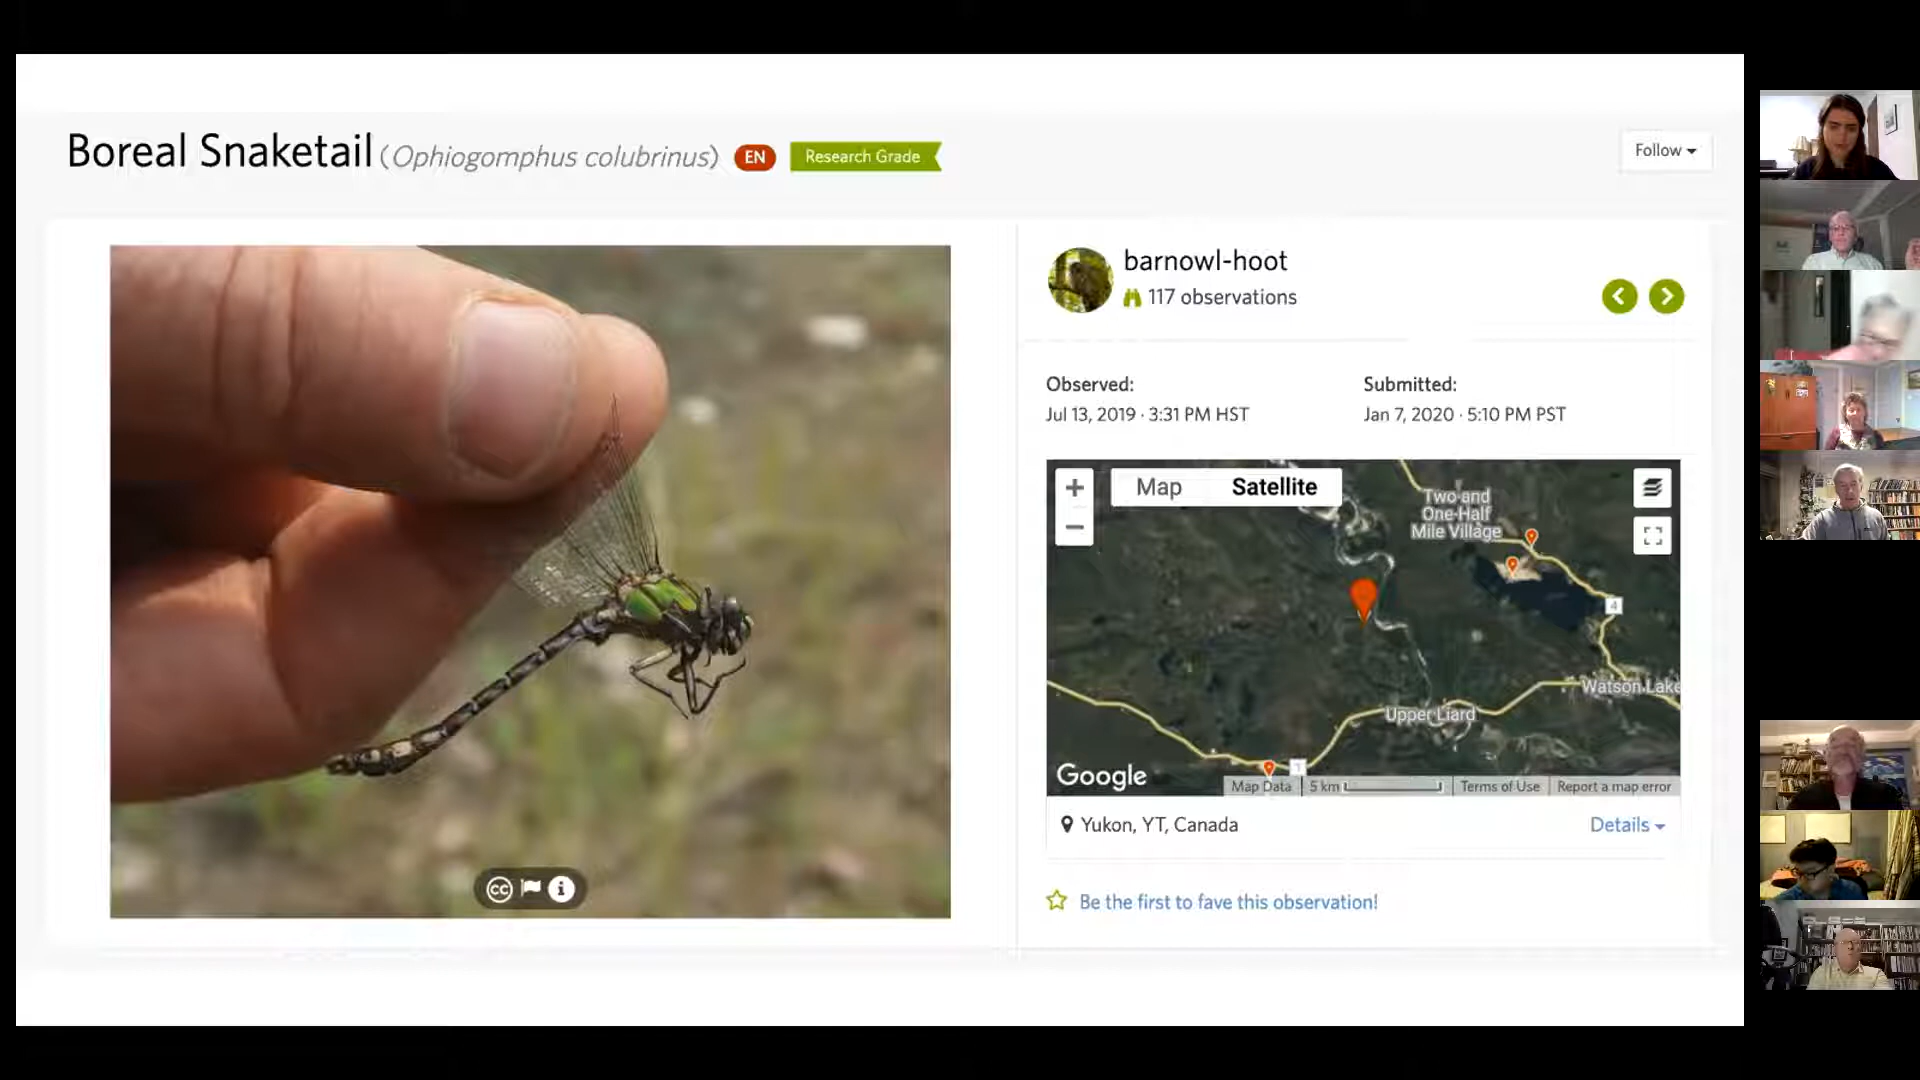 Boreal Snaketail (Ophiogomphus colubrinus) EN Research Grade
Follow
barnowl-hoot
117 observations
Observed:
Submitted:
Jul 13, 2019 · 3:31 PM HST
Jan 7, 2020 · 5:10 PM PST
+
−
Map
Satellite
Two and
One-Half
Mile Village
4
Watson Lake
Upper Liard
1
Google
Map Data
5 km
Terms of Use
Report a map error
Yukon, YT, Canada
Details
Be the first to fave this observation!
cc
i